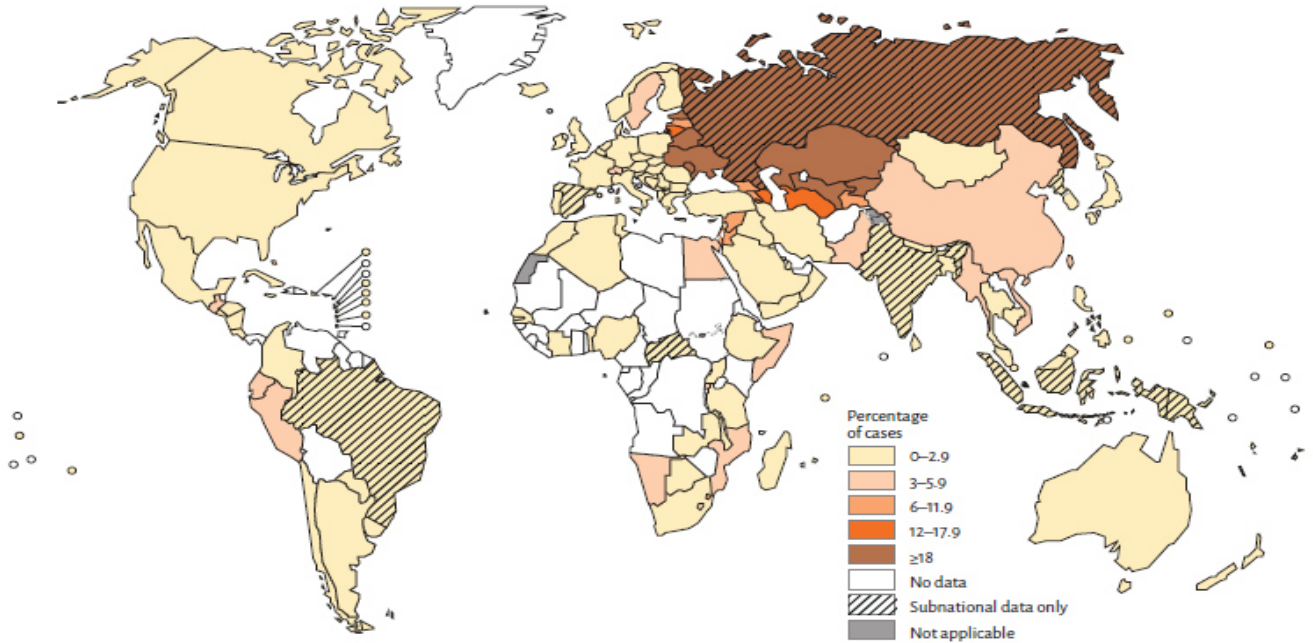 Percentage
of cases
0–2.9
3–5.9
6–11.9
12–17.9
≥18
No data
Subnational data only
Not applicable